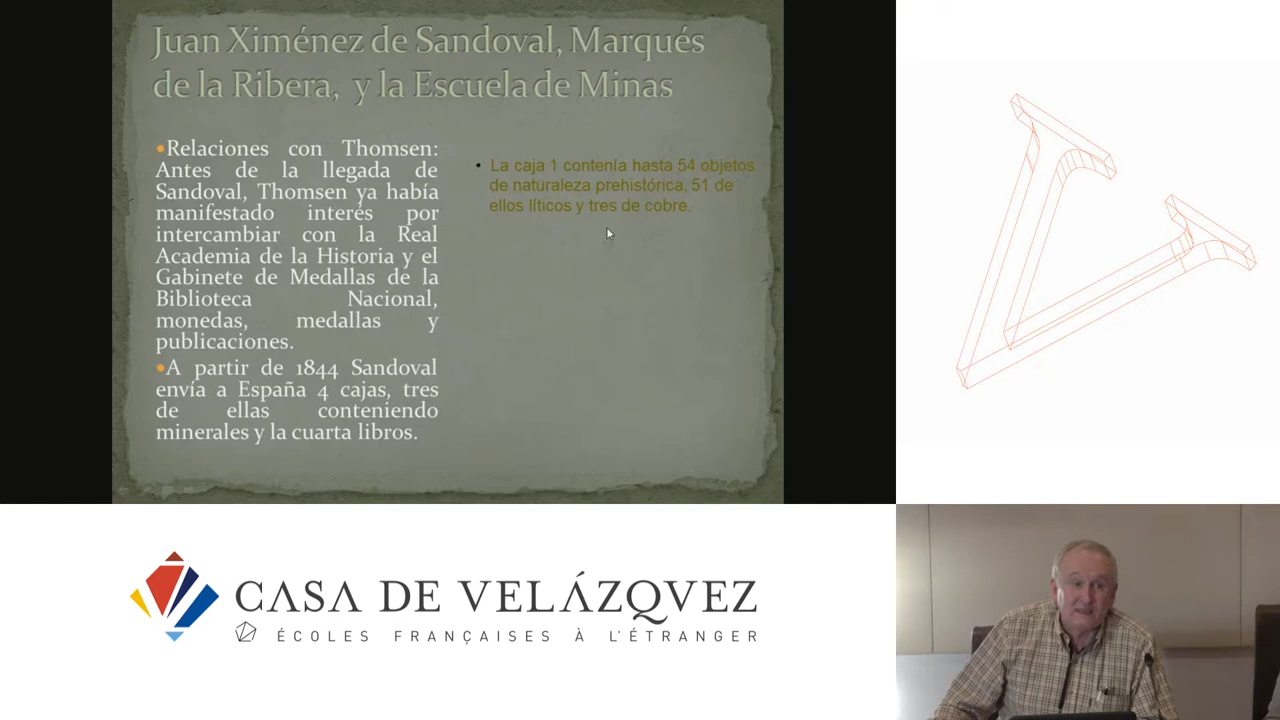 Juan Ximénez de Sandoval, Marqués
de la Ribera, y la Escuela de Minas
•Relaciones con Thomsen:
Antes de la llegada de
Sandoval, Thomsen ya había
manifestado interés por
intercambiar con la Real
Academia de la Historia y el
Gabinete de Medallas de la
Biblioteca Nacional,
monedas, medallas y
publicaciones.
•A partir de 1844 Sandoval
envía a España 4 cajas, tres
de ellas conteniendo
minerales y la cuarta libros.
• La caja 1 contenía hasta 54 objetos
de naturaleza prehistórica, 51 de
ellos líticos y tres de cobre.
CASA DE VELÁZQVEZ
ÉCOLES FRANÇAISES À L'ÉTRANGER